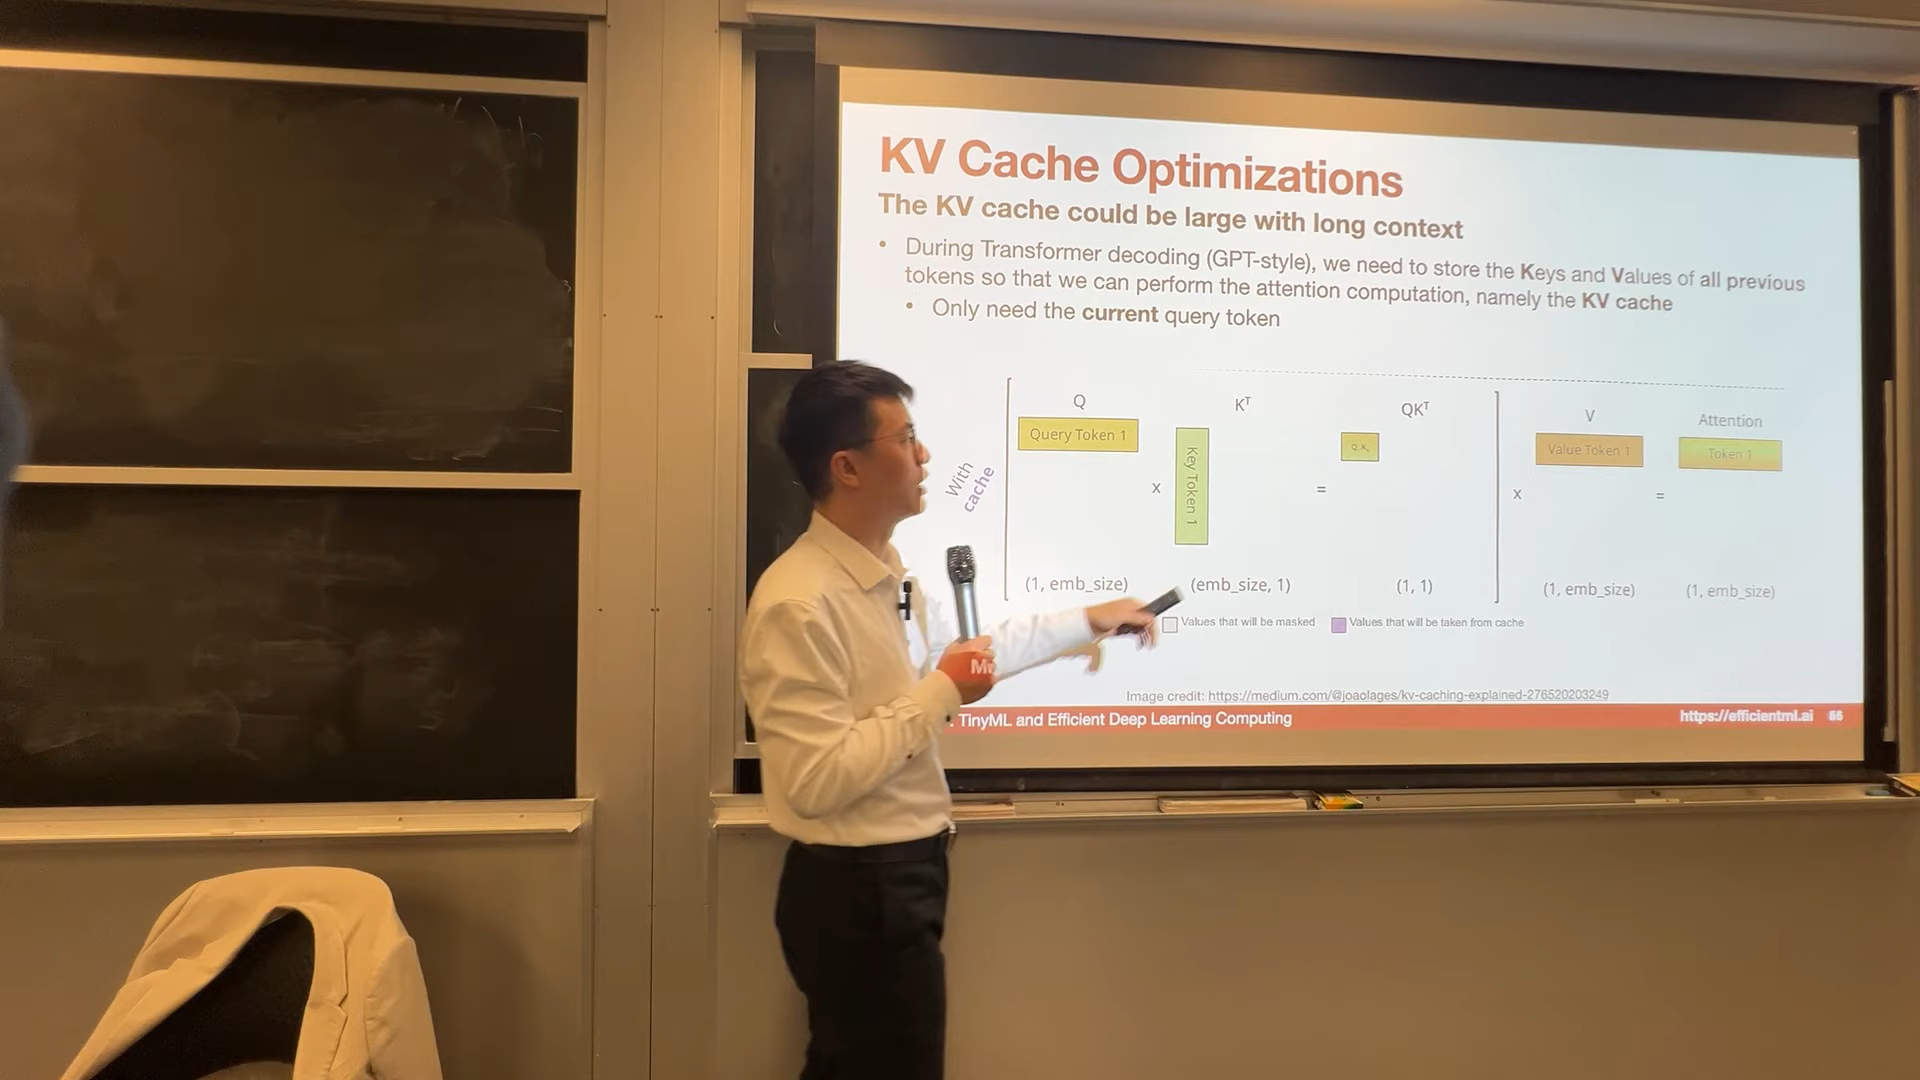 KV Cache Optimizations
The KV cache could be large with long context
• During Transformer decoding (GPT-style), we need to store the Keys and Values of all previous
tokens so that we can perform the attention computation, namely the KV cache
• Only need the current query token
Q
Kᵀ
QKᵀ
V
Attention
Query Token 1
Value Token 1
Token 1
With
cache
Key Token 1
x
=
x
=
(1, emb_size)
(emb_size, 1)
(1, 1)
(1, emb_size)
(1, emb_size)
Values that will be masked
Values that will be taken from cache
Image credit: https://medium.com/@joaolages/kv-caching-explained-276520203249
TinyML and Efficient Deep Learning Computing
https://efficientml.ai